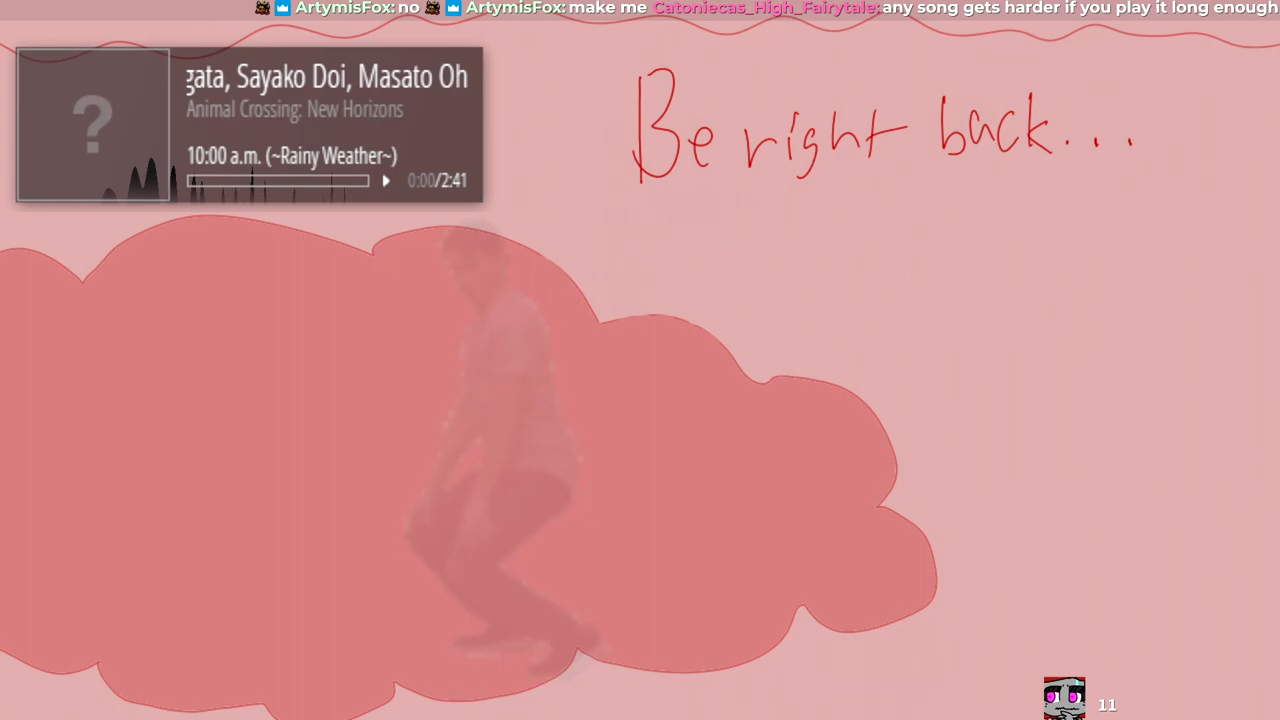 ArtymisFox: no ArtymisFox: make me Catoniecas_High_Fairytale: any song gets harder if you play it long enough
gata, Sayako Doi, Masato Oh
Animal Crossing: New Horizons
10:00 a.m. (~Rainy Weather~)
0:00/2:41
?
Be right back...
11